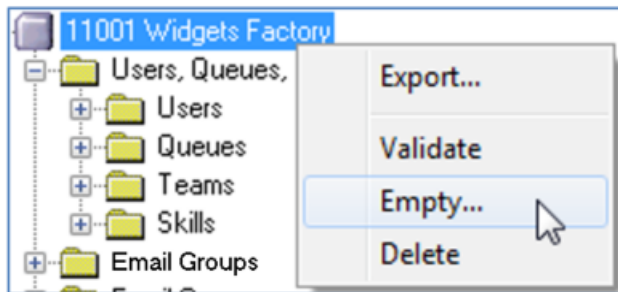 11001 Widgets Factory
Users, Queues,
Users
Queues
Teams
Skills
Email Groups
Export...
Validate
Empty...
Delete